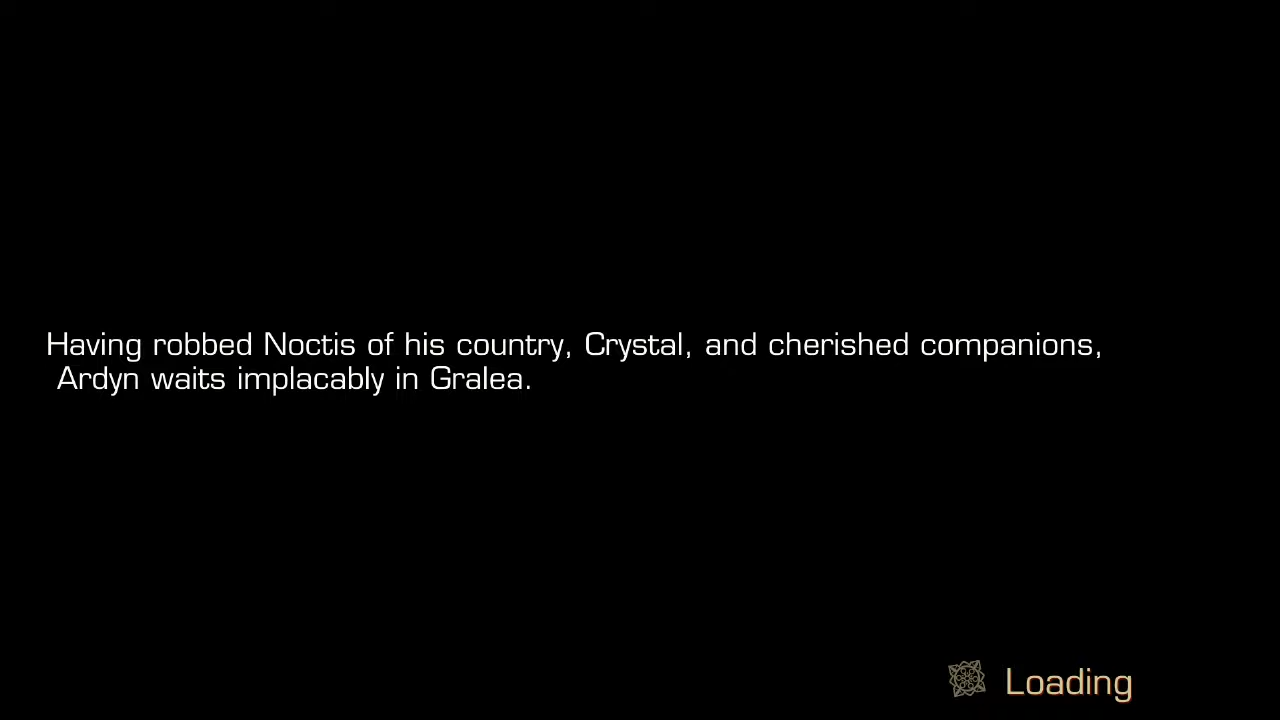 Having robbed Noctis of his country, Crystal, and cherished companions,
Ardyn waits implacably in Gralea.
Loading